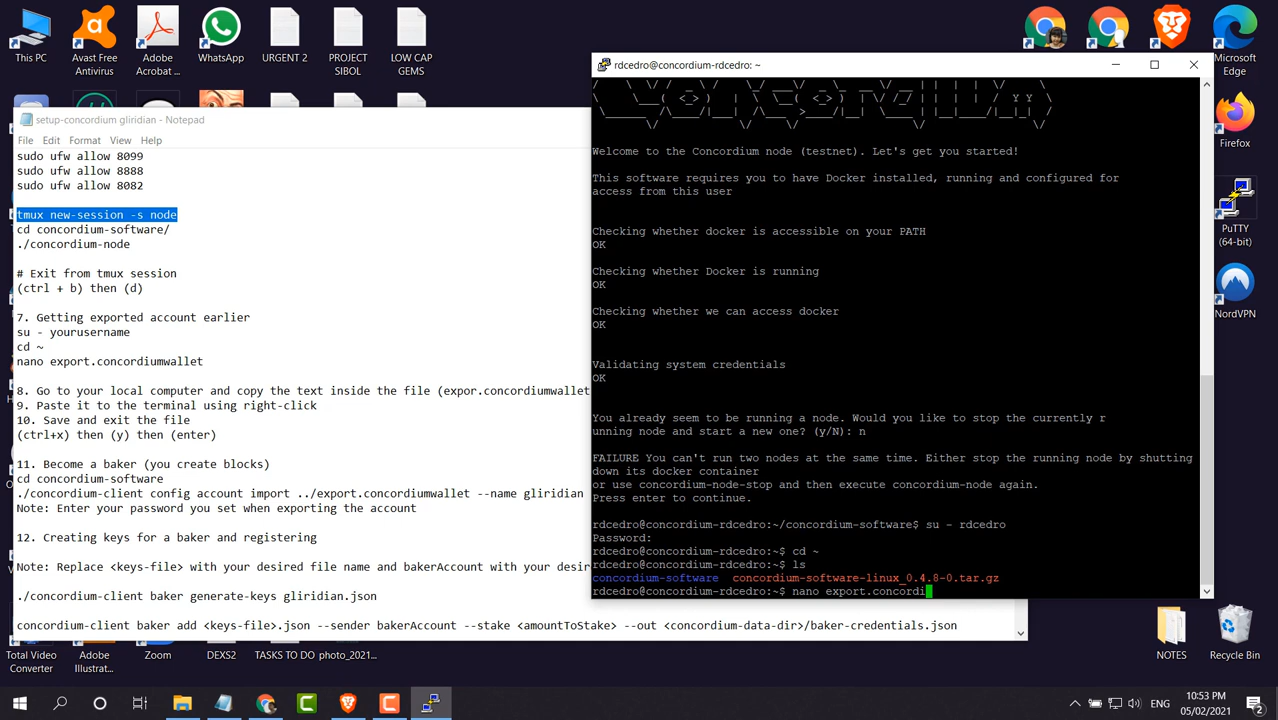 This PC
Avast Free
Antivirus
Adobe
Acrobat ...
WhatsApp
URGENT 2
PROJECT
SIBOL
LOW CAP
GEMS
Microsoft
Edge
Firefox
PuTTY
(64-bit)
NordVPN
NOTES
Recycle Bin
setup-concordium gliridian - Notepad
File Edit Format View Help
sudo ufw allow 8099
sudo ufw allow 8888
sudo ufw allow 8082
tmux new-session -s node
cd concordium-software/
./concordium-node
# Exit from tmux session
(ctrl + b) then (d)
7. Getting exported account earlier
su - yourusername
cd ~
nano export.concordiumwallet
8. Go to your local computer and copy the text inside the file (expor.concordiumwallet
9. Paste it to the terminal using right-click
10. Save and exit the file
(ctrl+x) then (y) then (enter)
11. Become a baker (you create blocks)
cd concordium-software
./concordium-client config account import ../export.concordiumwallet --name gliridian
Note: Enter your password you set when exporting the account
12. Creating keys for a baker and registering
Note: Replace <keys-file> with your desired file name and bakerAccount with your desi
./concordium-client baker generate-keys gliridian.json
concordium-client baker add <keys-file>.json --sender bakerAccount --stake <amountToStake> --out <concordium-data-dir>/baker-credentials.json
rdcedro@concordium-rdcedro: ~
Welcome to the Concordium node (testnet). Let's get you started!
This software requires you to have Docker installed, running and configured for
access from this user
Checking whether docker is accessible on your PATH
OK
Checking whether Docker is running
OK
Checking whether we can access docker
OK
Validating system credentials
OK
You already seem to be running a node. Would you like to stop the currently r
unning node and start a new one? (y/N): n
FAILURE You can't run two nodes at the same time. Either stop the running node by shutting
down its docker container
or use concordium-node-stop and then execute concordium-node again.
Press enter to continue.
rdcedro@concordium-rdcedro:~/concordium-software$ su - rdcedro
Password:
rdcedro@concordium-rdcedro:~$ cd ~
rdcedro@concordium-rdcedro:~$ ls
concordium-software concordium-software-linux_0.4.8-0.tar.gz
rdcedro@concordium-rdcedro:~$ nano export.concordi
Total Video
Converter
Adobe
Illustrat...
Zoom
DEXS2
TASKS TO DO
photo_2021...
ENG
10:53 PM
05/02/2021
2